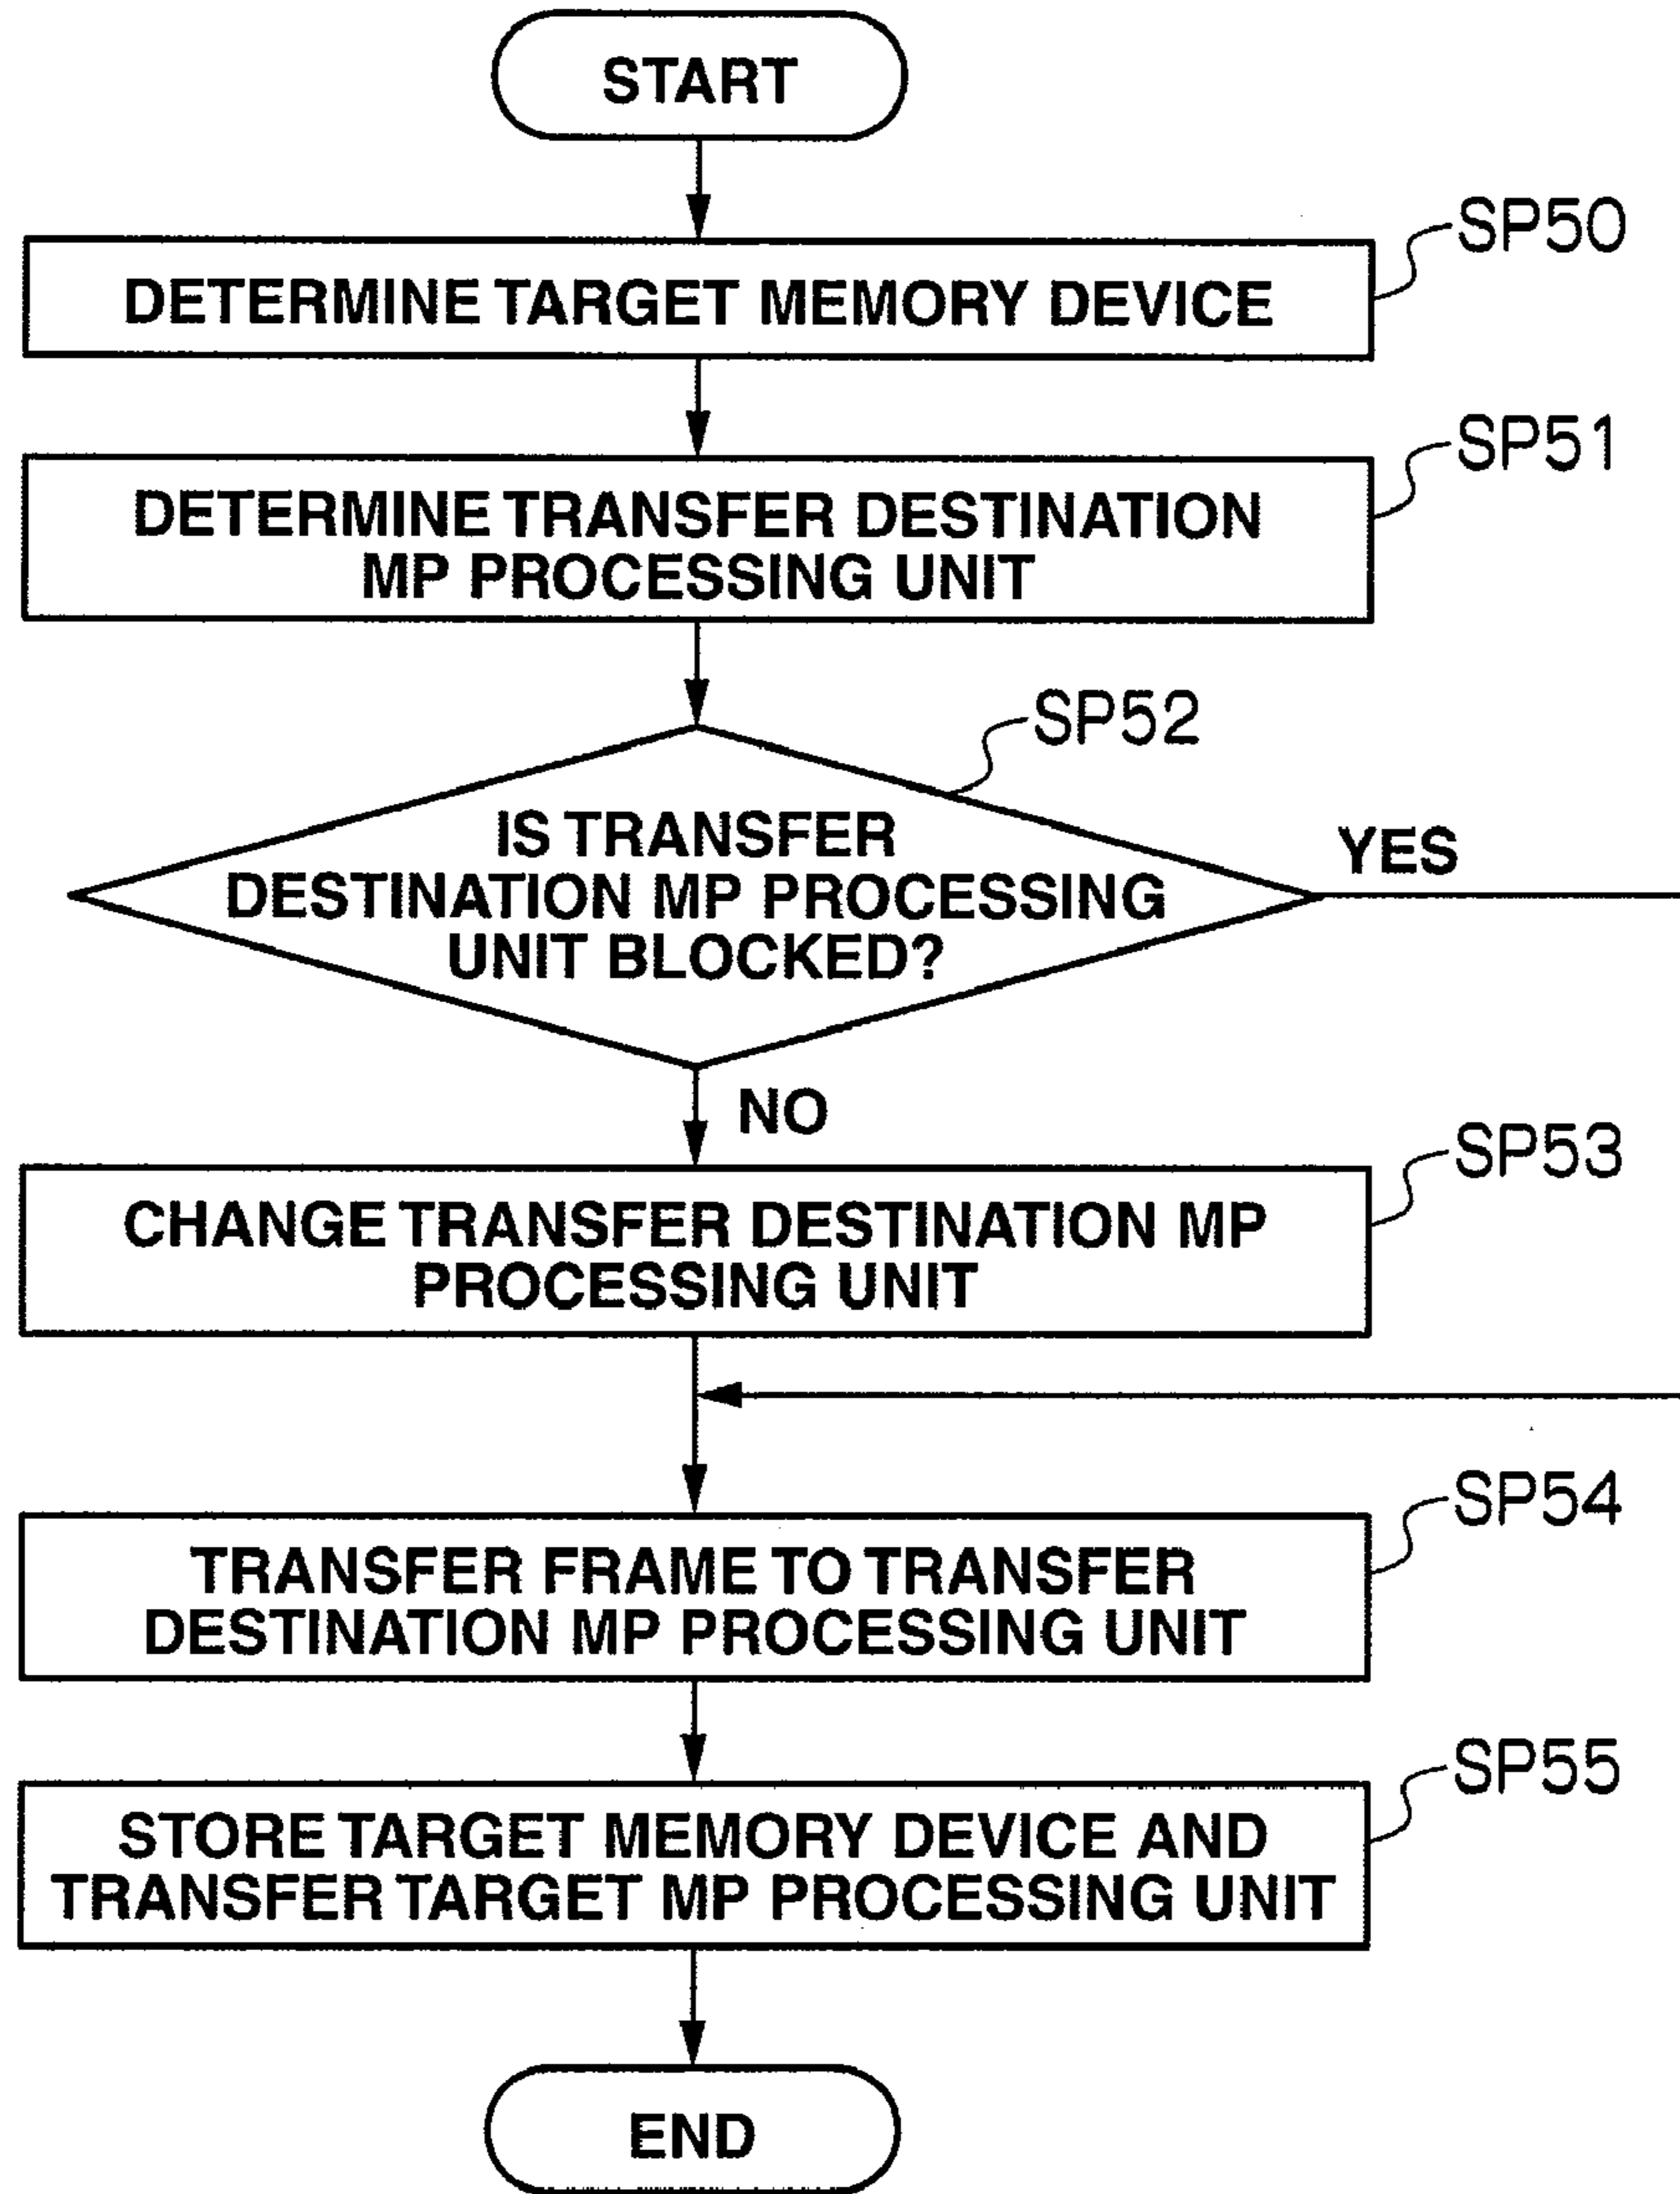 START
SP50
DETERMINE TARGET MEMORY DEVICE
SP51
DETERMINE TRANSFER DESTINATION
MP PROCESSING UNIT
SP52
IS TRANSFER
DESTINATION MP PROCESSING
UNIT BLOCKED?
YES
NO
SP53
CHANGE TRANSFER DESTINATION MP
PROCESSING UNIT
SP54
TRANSFER FRAME TO TRANSFER
DESTINATION MP PROCESSING UNIT
SP55
STORE TARGET MEMORY DEVICE AND
TRANSFER TARGET MP PROCESSING UNIT
END